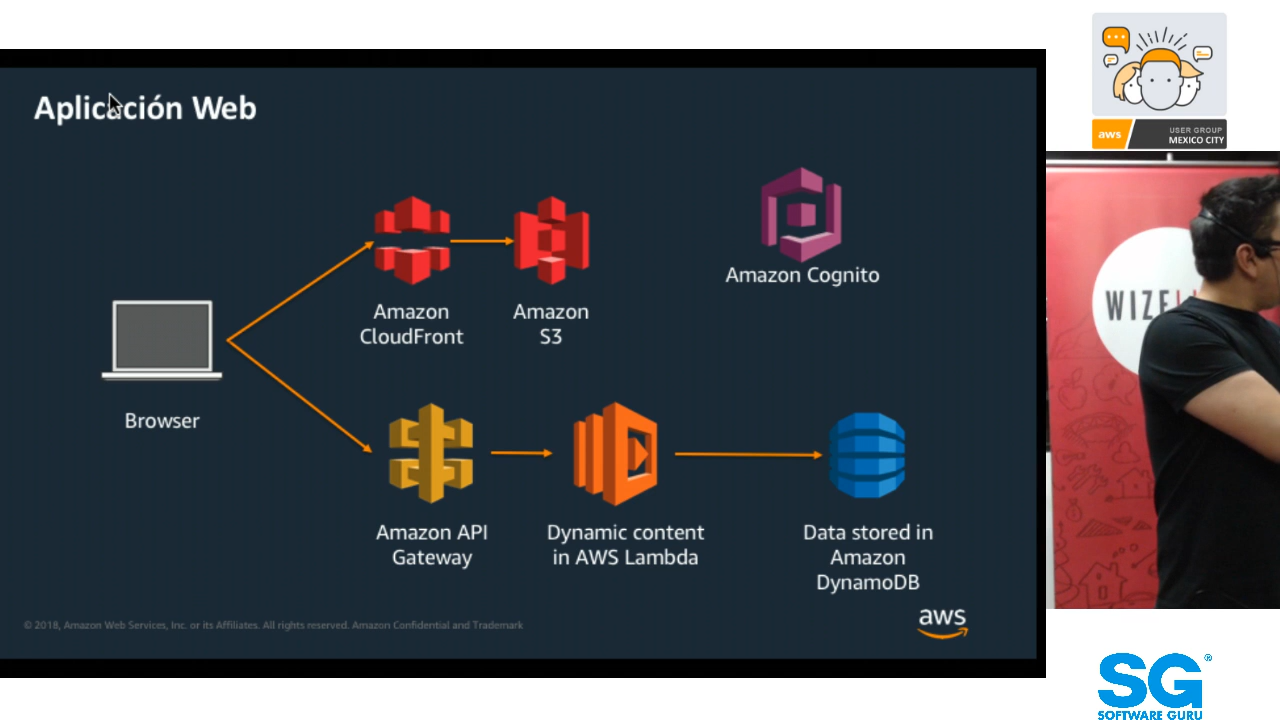 Aplicación Web
Amazon Cognito
Amazon
CloudFront
Amazon
S3
Browser
Amazon API
Gateway
Dynamic content
in AWS Lambda
Data stored in
Amazon
DynamoDB
© 2018, Amazon Web Services, Inc. or its Affiliates. All rights reserved. Amazon Confidential and Trademark
aws
aws
USER GROUP
MEXICO CITY
WIZELI
SG®
SOFTWARE GURU